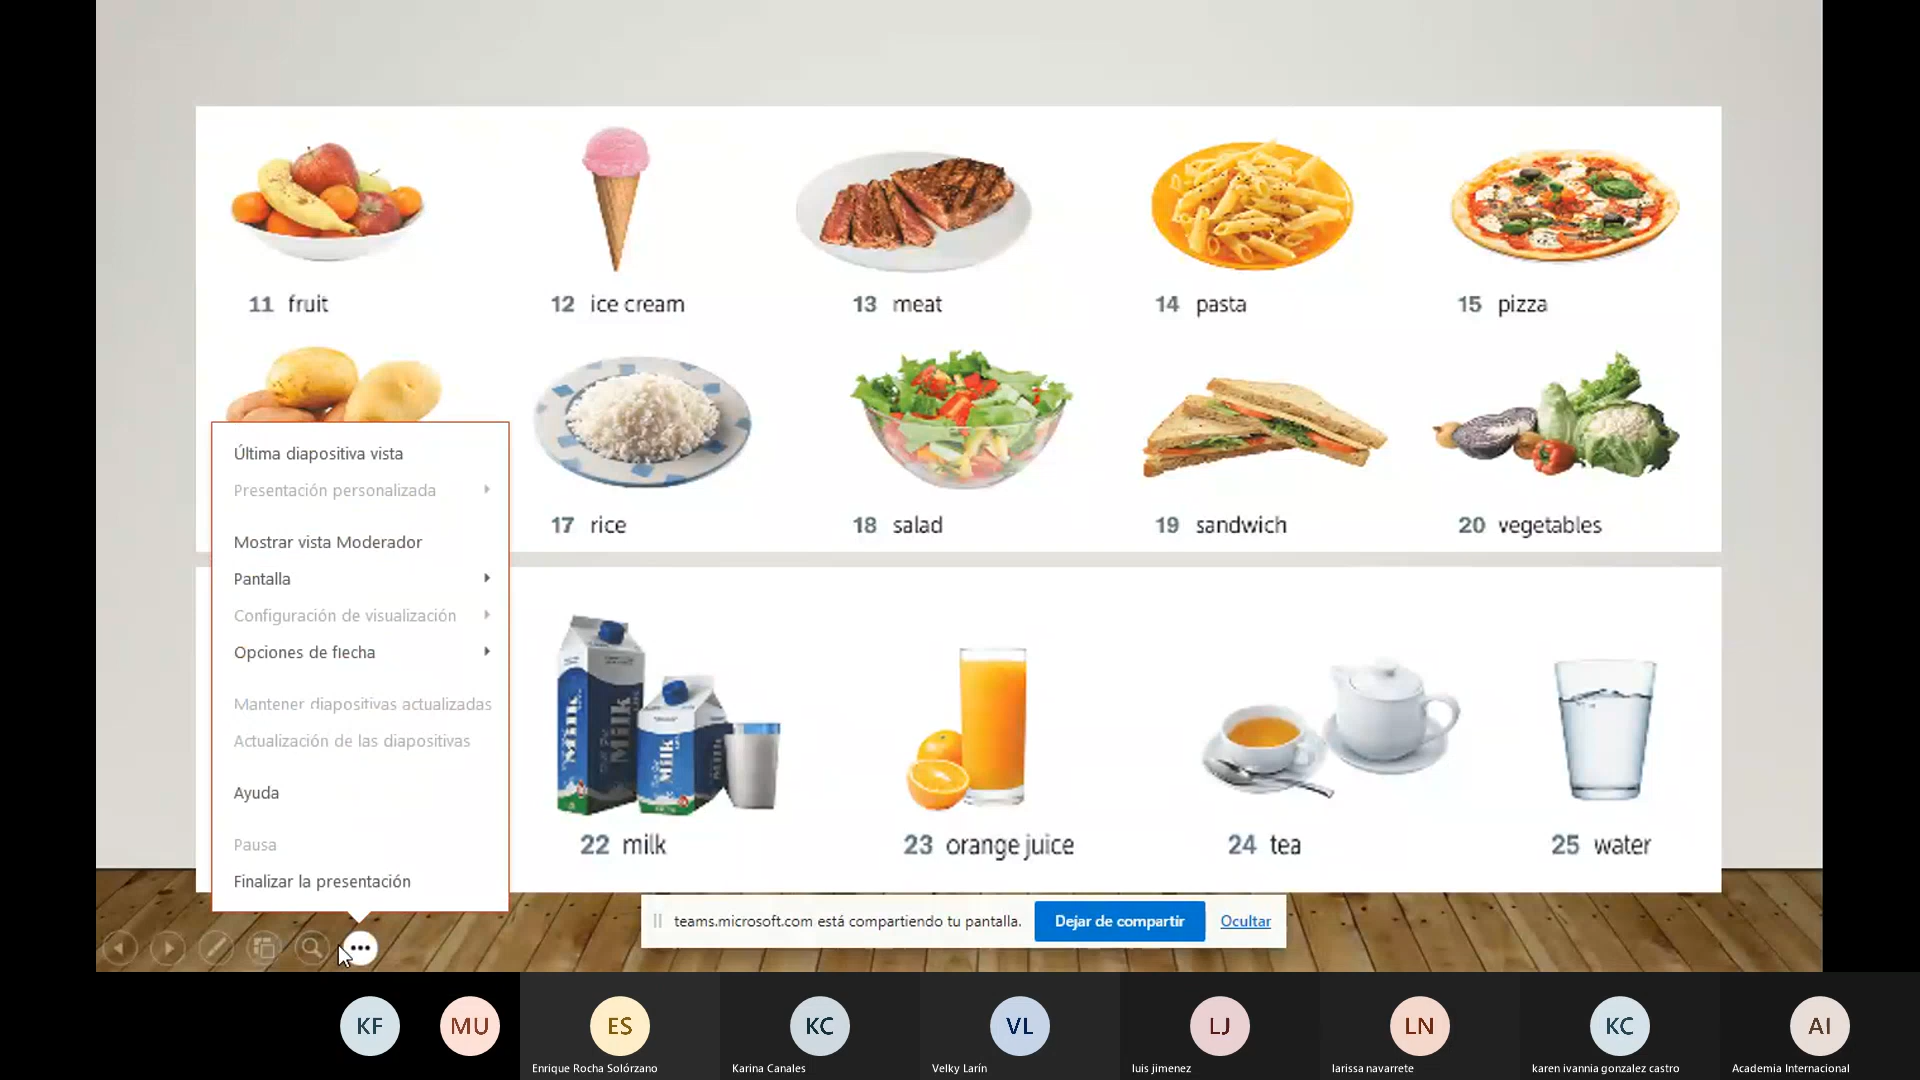 11 fruit
12 ice cream
13 meat
14 pasta
15 pizza
17 rice
18 salad
19 sandwich
20 vegetables
Última diapositiva vista
Presentación personalizada
Mostrar vista Moderador
Pantalla
Configuración de visualización
Opciones de flecha
Mantener diapositivas actualizadas
Actualización de las diapositivas
Ayuda
Pausa
Finalizar la presentación
Milk
Milk
Milk
22 milk
23 orange juice
24 tea
25 water
teams.microsoft.com está compartiendo tu pantalla.
Dejar de compartir
Ocultar
KF
MU
ES
KC
VL
LJ
LN
KC
AI
Enrique Rocha Solórzano
Karina Canales
Velky Larín
luis jimenez
larissa navarrete
karen ivannia gonzalez castro
Academia Internacional